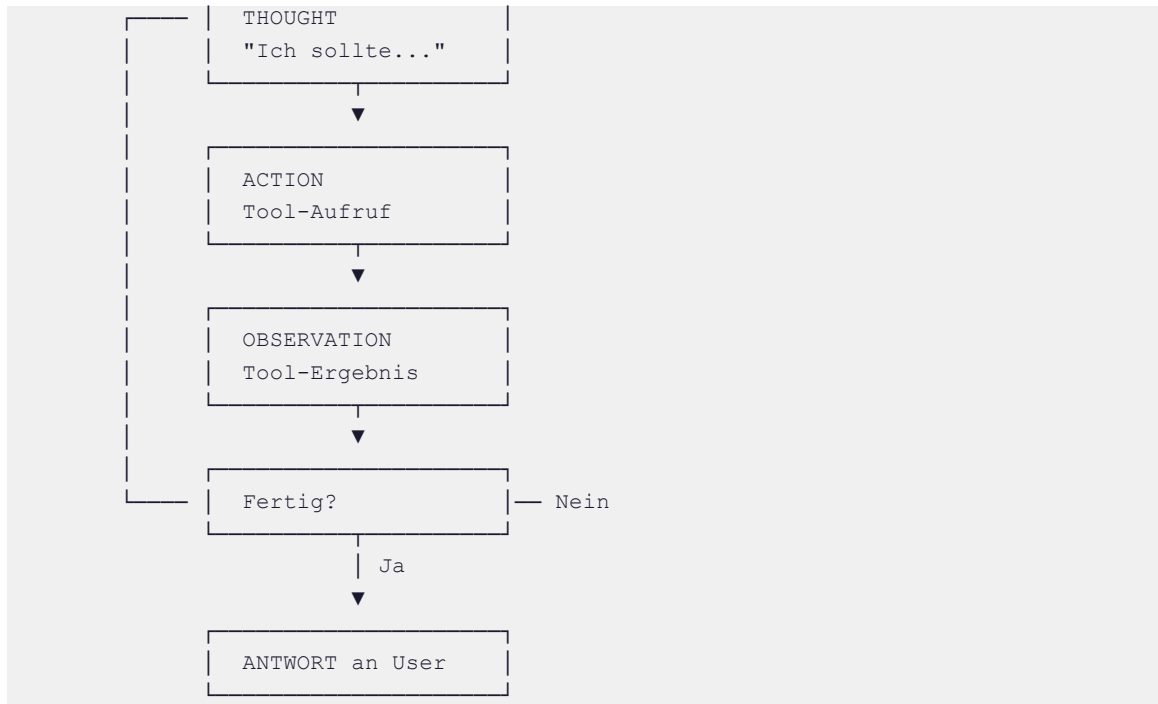 THOUGHT
"Ich sollte..."
ACTION
Tool-Aufruf
OBSERVATION
Tool-Ergebnis
Fertig? Nein
Ja
ANTWORT an User